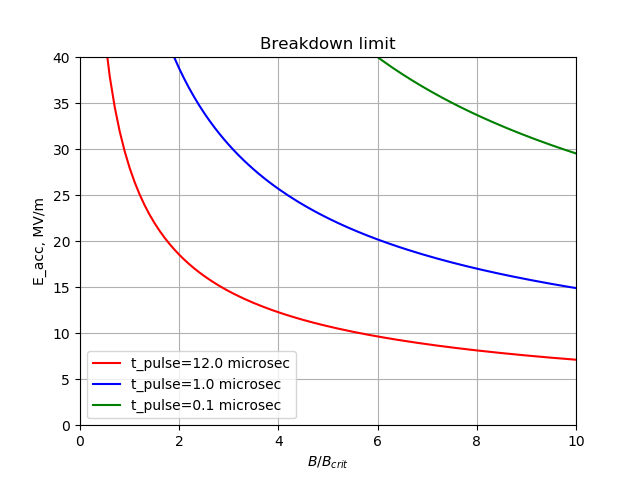 Breakdown limit
40
35
30
25
20
15
10
5
0
E_acc, MV/m
t_pulse=12.0 microsec
t_pulse=1.0 microsec
t_pulse=0.1 microsec
0 2 4 6 8 10
B/B_crit